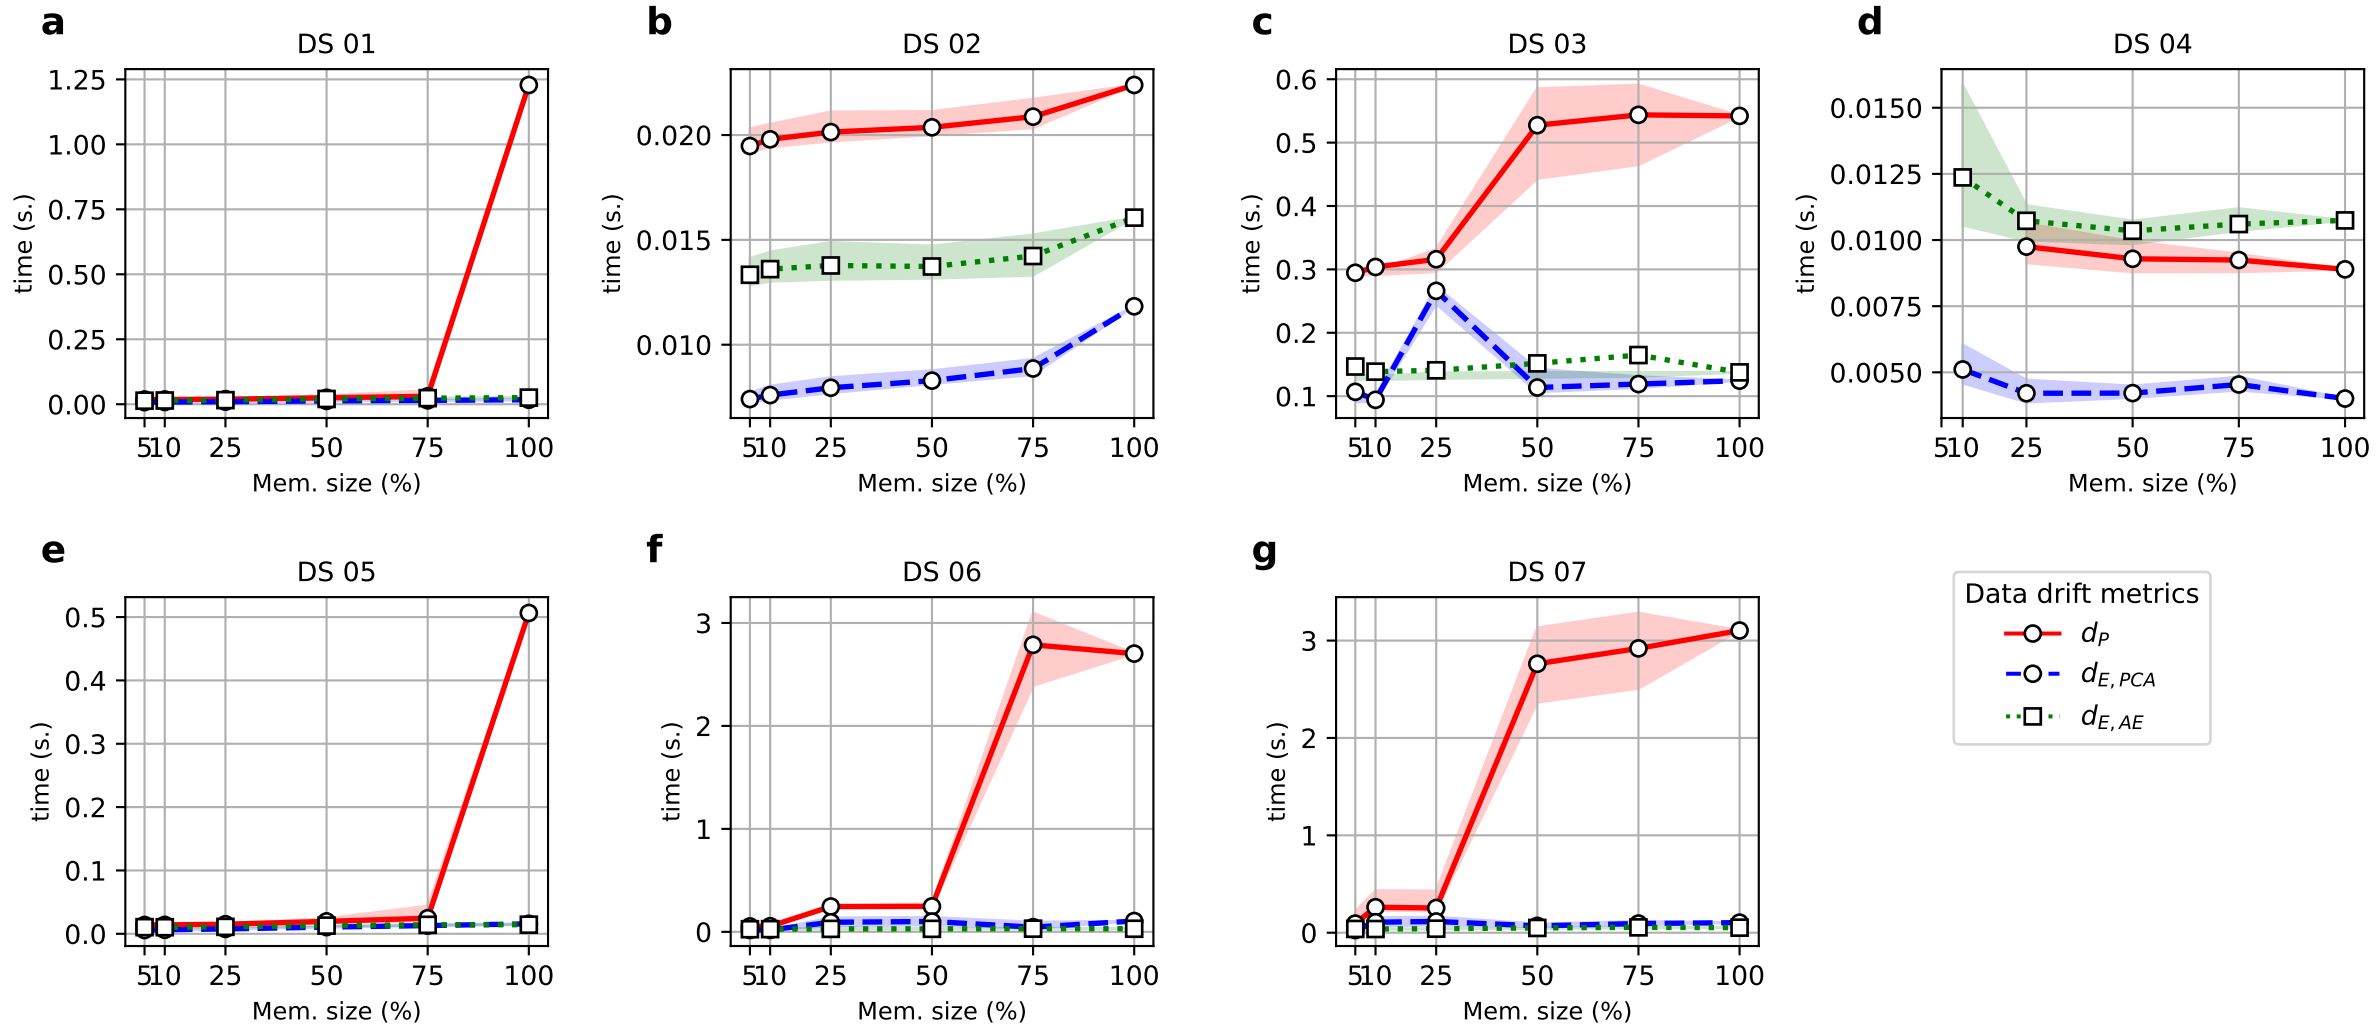 a
DS 01
1.25
1.00
0.75
0.50
0.25
0.00
time (s.)
5 10 25 50 75 100
Mem. size (%)
b
DS 02
0.020
0.015
0.010
time (s.)
5 10 25 50 75 100
Mem. size (%)
c
DS 03
0.6
0.5
0.4
0.3
0.2
0.1
time (s.)
5 10 25 50 75 100
Mem. size (%)
d
DS 04
0.0150
0.0125
0.0100
0.0075
0.0050
time (s.)
5 10 25 50 75 100
Mem. size (%)
e
DS 05
0.5
0.4
0.3
0.2
0.1
0.0
time (s.)
5 10 25 50 75 100
Mem. size (%)
f
DS 06
3
2
1
0
time (s.)
5 10 25 50 75 100
Mem. size (%)
g
DS 07
3
2
1
0
time (s.)
5 10 25 50 75 100
Mem. size (%)
Data drift metrics
d_P
d_{E, PCA}
d_{E, AE}